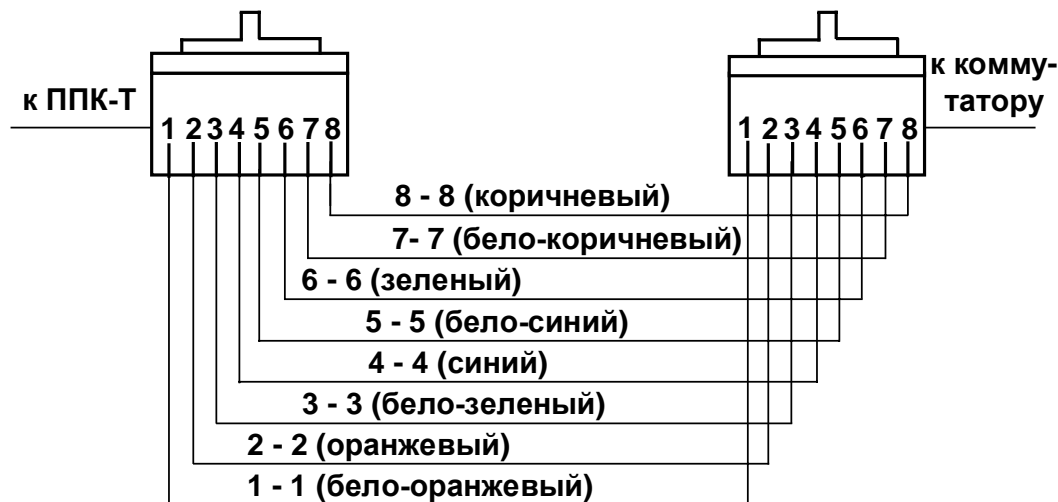 к ППК-Т
к комму-
татору
1 2 3 4 5 6 7 8
1 2 3 4 5 6 7 8
8 - 8 (коричневый)
7- 7 (бело-коричневый)
6 - 6 (зеленый)
5 - 5 (бело-синий)
4 - 4 (синий)
3 - 3 (бело-зеленый)
2 - 2 (оранжевый)
1 - 1 (бело-оранжевый)